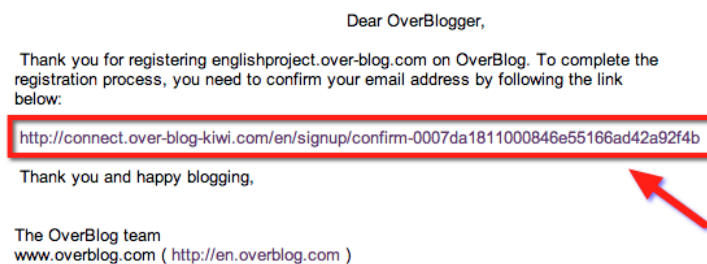 Dear OverBlogger,
Thank you for registering englishproject.over-blog.com on OverBlog. To complete the
registration process, you need to confirm your email address by following the link
below:
http://connect.over-blog-kiwi.com/en/signup/confirm-0007da1811000846e55166ad42a92f4b
Thank you and happy blogging,
The OverBlog team
www.overblog.com ( http://en.overblog.com )